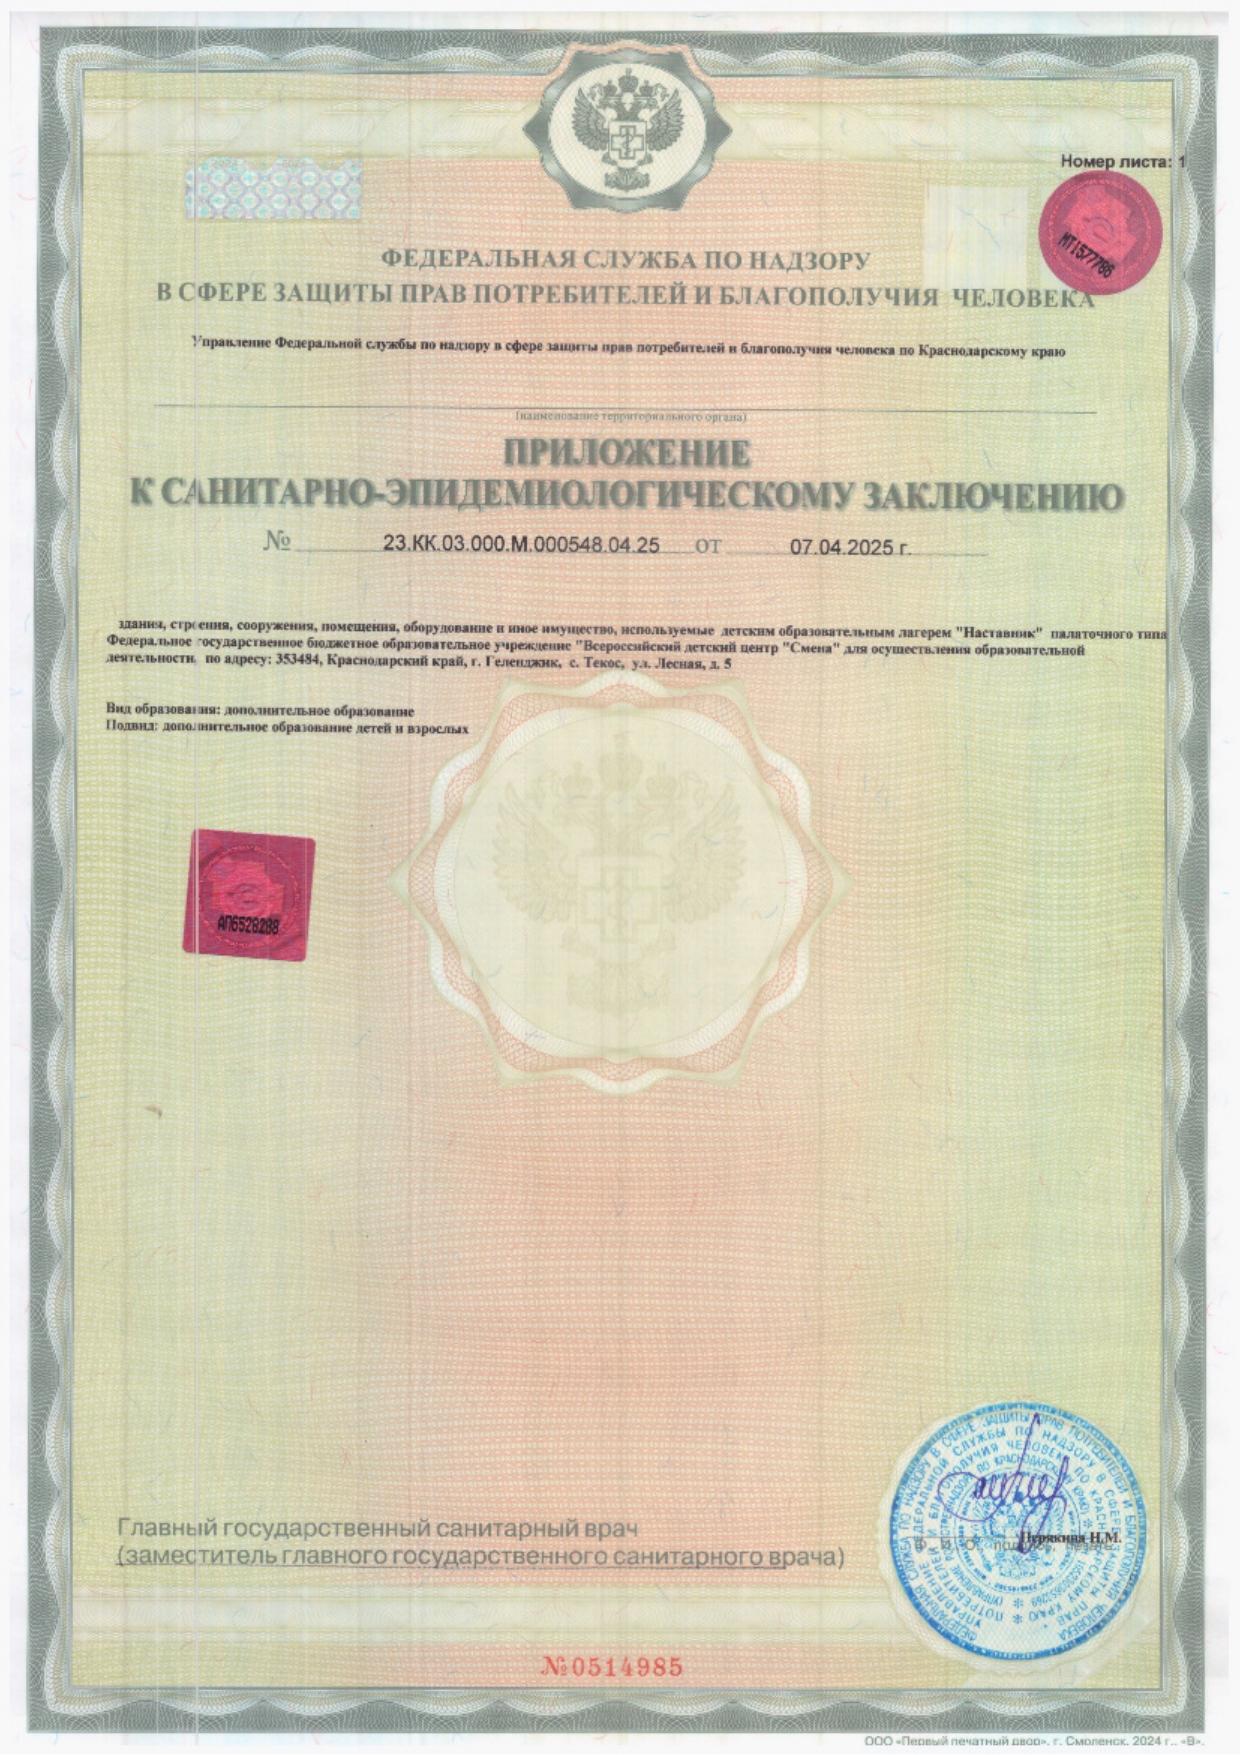 Номер листа: 1
МТ1577786
ФЕДЕРАЛЬНАЯ СЛУЖБА ПО НАДЗОРУ
В СФЕРЕ ЗАЩИТЫ ПРАВ ПОТРЕБИТЕЛЕЙ И БЛАГОПОЛУЧИЯ ЧЕЛОВЕКА
Управление Федеральной службы по надзору в сфере защиты прав потребителей и благополучия человека по Краснодарскому краю
(наименование территориального органа)
ПРИЛОЖЕНИЕ
К САНИТАРНО-ЭПИДЕМИОЛОГИЧЕСКОМУ ЗАКЛЮЧЕНИЮ
№ 23.КК.03.000.М.000548.04.25 ОТ 07.04.2025 г.
здания, строения, сооружения, помещения, оборудование и иное имущество, используемые детским образовательным лагерем "Наставник" палаточного типа
Федеральное государственное бюджетное образовательное учреждение "Всероссийский детский центр "Смена" для осуществления образовательной
деятельности по адресу: 353484, Краснодарский край, г. Геленджик, с. Текос, ул. Лесная, д. 5
Вид образования: дополнительное образование
Подвид: дополнительное образование детей и взрослых
АП6528288
Главный государственный санитарный врач
(заместитель главного государственного санитарного врача)
Перякина Н.М.
Ф. И. О., подпись, печать
№0514985
ООО «Первый печатный двор», г. Смоленск, 2024 г., «В».